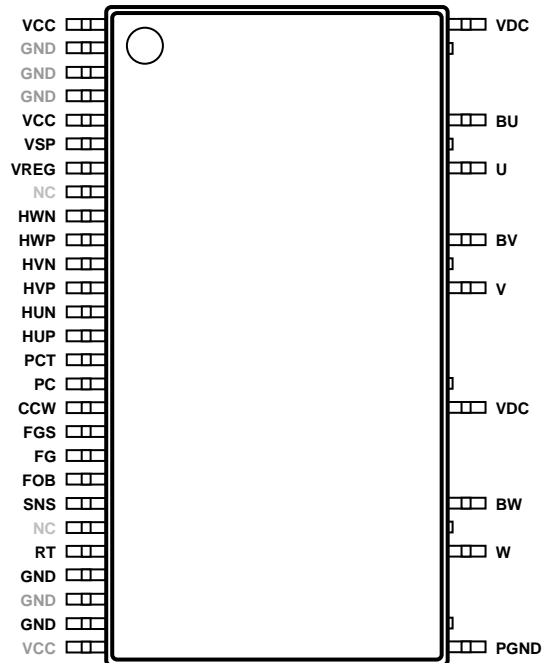 VCC
GND
GND
GND
VCC
VSP
VREG
NC
HWN
HWP
HVN
HVP
HUN
HUP
PCT
PC
CCW
FGS
FG
FOB
SNS
NC
RT
GND
GND
GND
VCC
VDC
BU
U
BV
V
VDC
BW
W
PGND